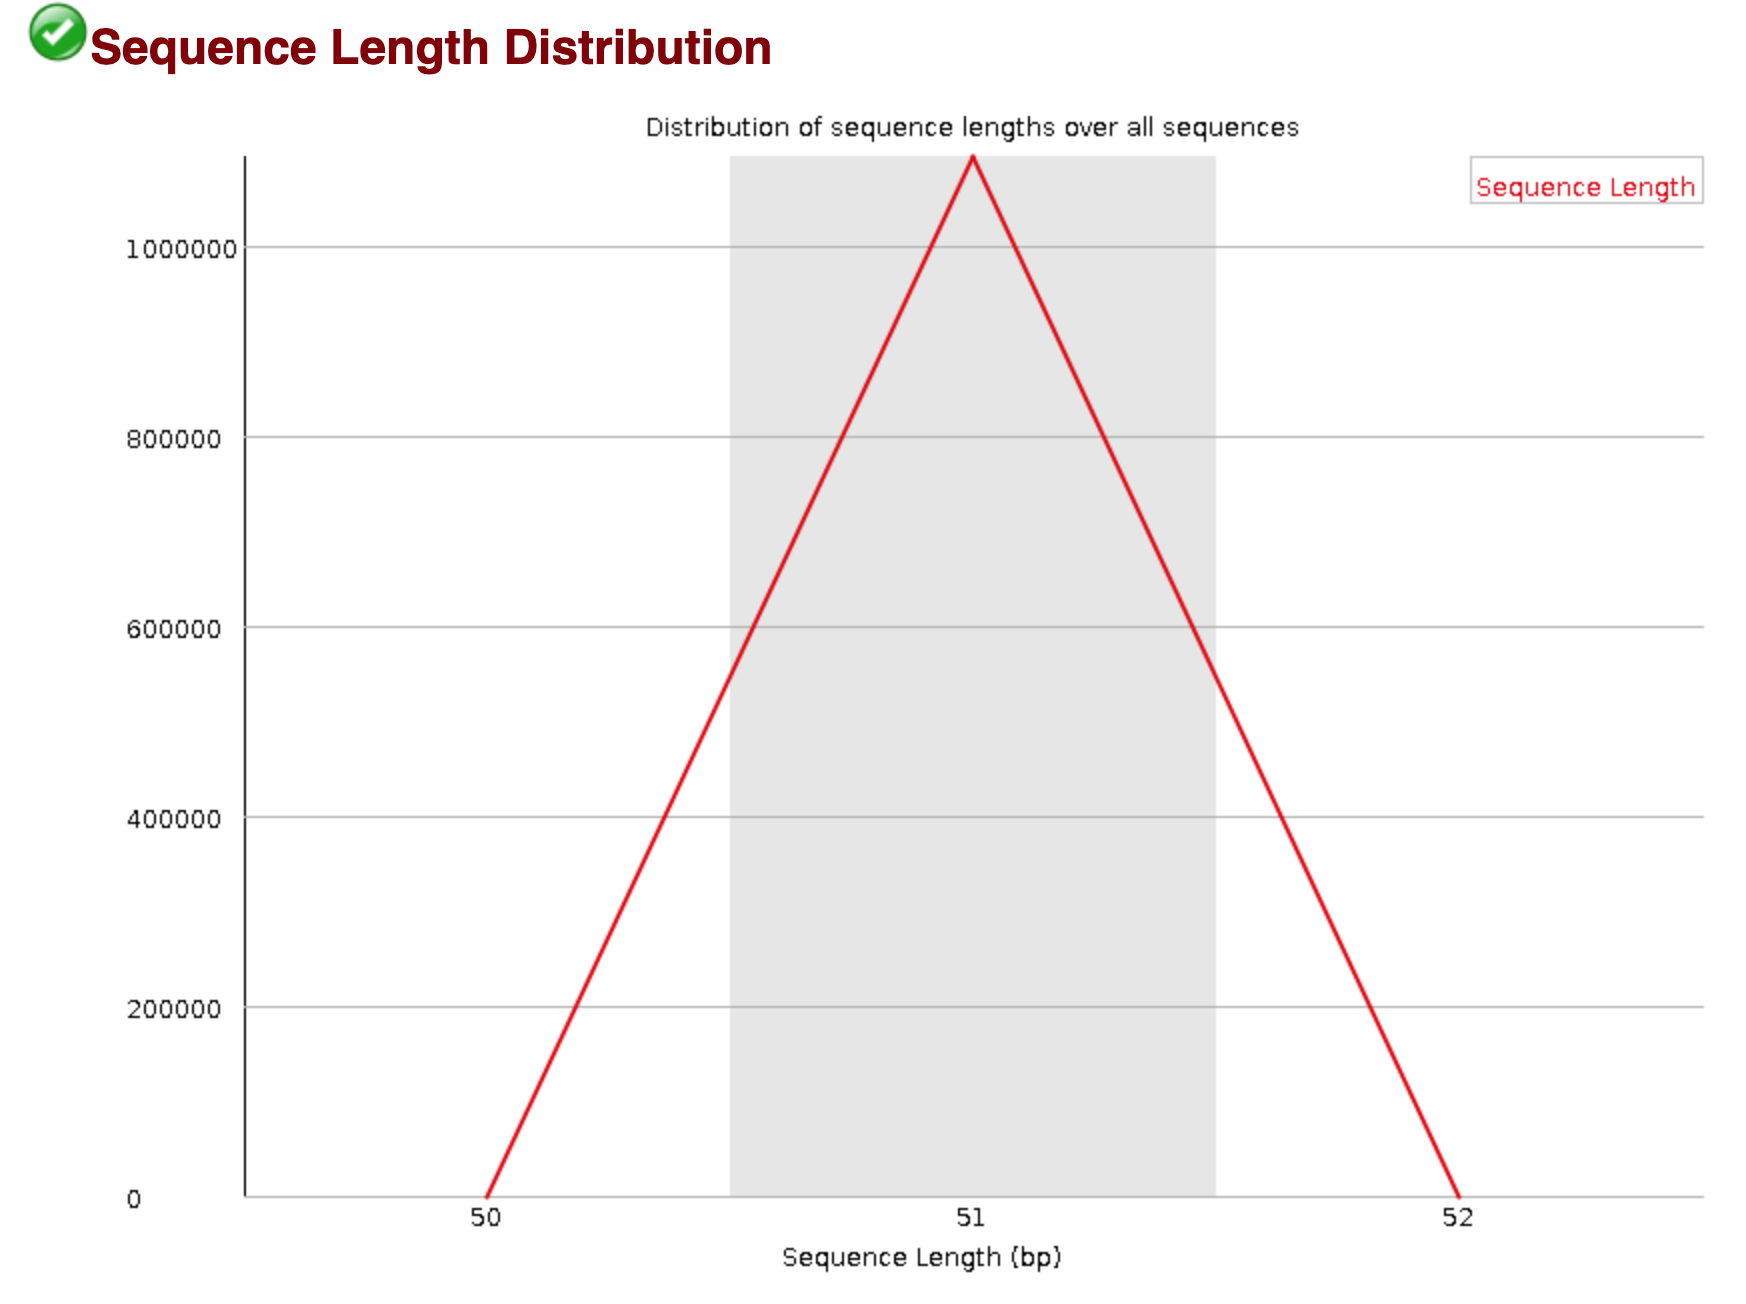 Sequence Length Distribution
Distribution of sequence lengths over all sequences
Sequence Length
1000000
800000
600000
400000
200000
0
50 51 52
Sequence Length (bp)